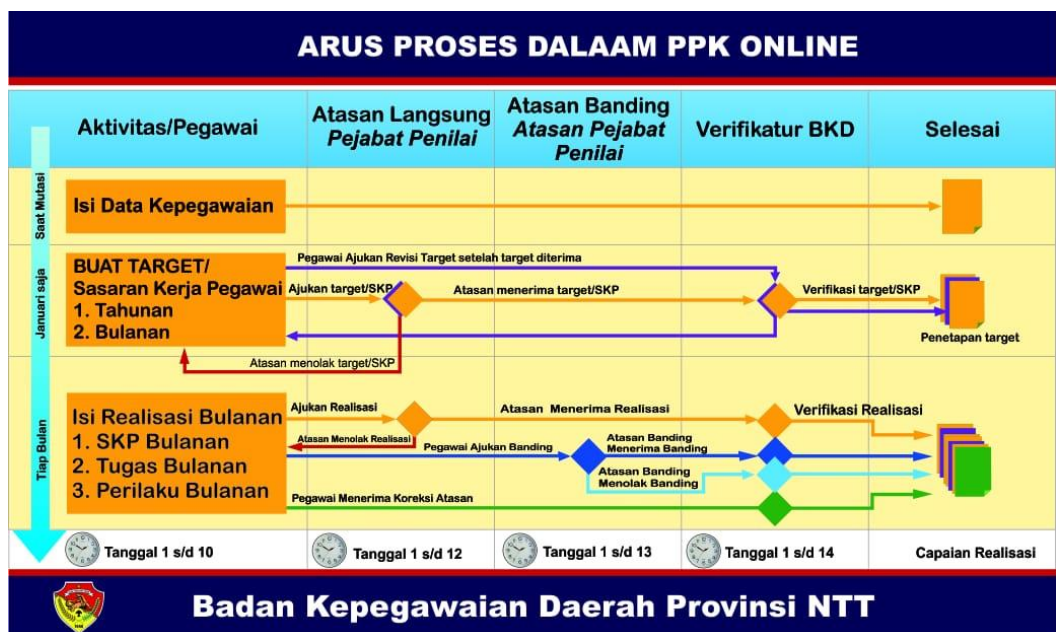 ARUS PROSES DALAAM PPK ONLINE
Aktivitas/Pegawai
Atasan Langsung
Pejabat Penilai
Atasan Banding
Atasan Pejabat
Penilai
Verifikatur BKD
Selesai
Saat Mutasi
Isi Data Kepegawaian
Januari saja
BUAT TARGET/
Sasaran Kerja Pegawai
1. Tahunan
2. Bulanan
Pegawai Ajukan Revisi Target setelah target diterima
Ajukan target/SKP
Atasan menerima target/SKP
Verifikasi target/SKP
Penetapan target
Atasan menolak target/SKP
Tiap Bulan
Isi Realisasi Bulanan
1. SKP Bulanan
2. Tugas Bulanan
3. Perilaku Bulanan
Ajukan Realisasi
Atasan Menerima Realisasi
Verifikasi Realisasi
Atasan Menolak Realisasi
Pegawai Ajukan Banding
Atasan Banding
Menerima Banding
Atasan Banding
Menolak Banding
Pegawai Menerima Koreksi Atasan
Tanggal 1 s/d 10
Tanggal 1 s/d 12
Tanggal 1 s/d 13
Tanggal 1 s/d 14
Capaian Realisasi
Badan Kepegawaian Daerah Provinsi NTT